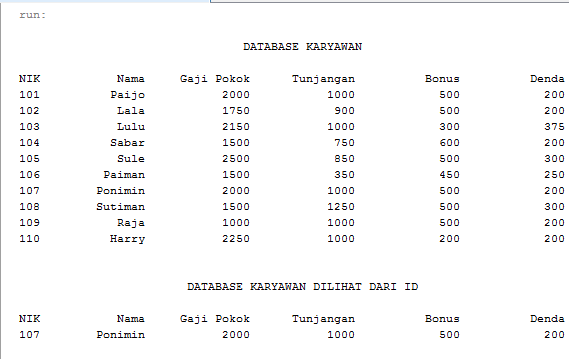 run:
DATABASE KARYAWAN
NIK Nama Gaji Pokok Tunjangan Bonus Denda
101 Paijo 2000 1000 500 200
102 Lala 1750 900 500 200
103 Lulu 2150 1000 300 375
104 Sabar 1500 750 600 200
105 Sule 2500 850 500 300
106 Paiman 1500 350 450 250
107 Ponimin 2000 1000 500 200
108 Sutiman 1500 1250 500 300
109 Raja 1000 1000 500 200
110 Harry 2250 1000 200 200
DATABASE KARYAWAN DILIHAT DARI ID
NIK Nama Gaji Pokok Tunjangan Bonus Denda
107 Ponimin 2000 1000 500 200